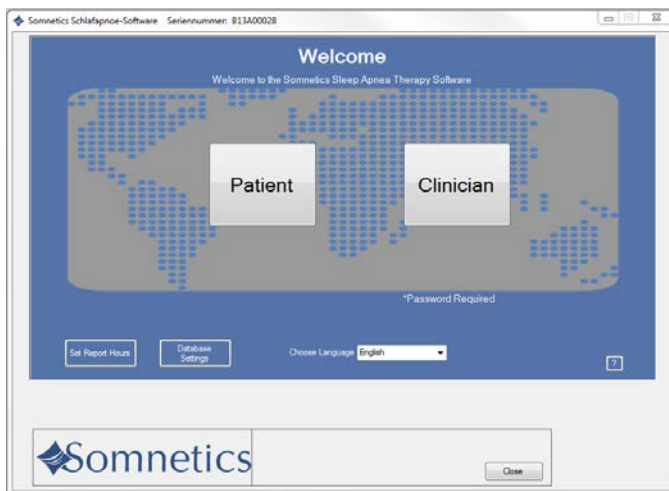 Somnetics Schlafapnoe-Software Seriennummer: B13A00028
Welcome
Welcome to the Somnetics Sleep Apnea Therapy Software
Patient
Clinician
*Password Required
Set Report Hours
Database
Settings
Choose Language English
?
Somnetics
Close